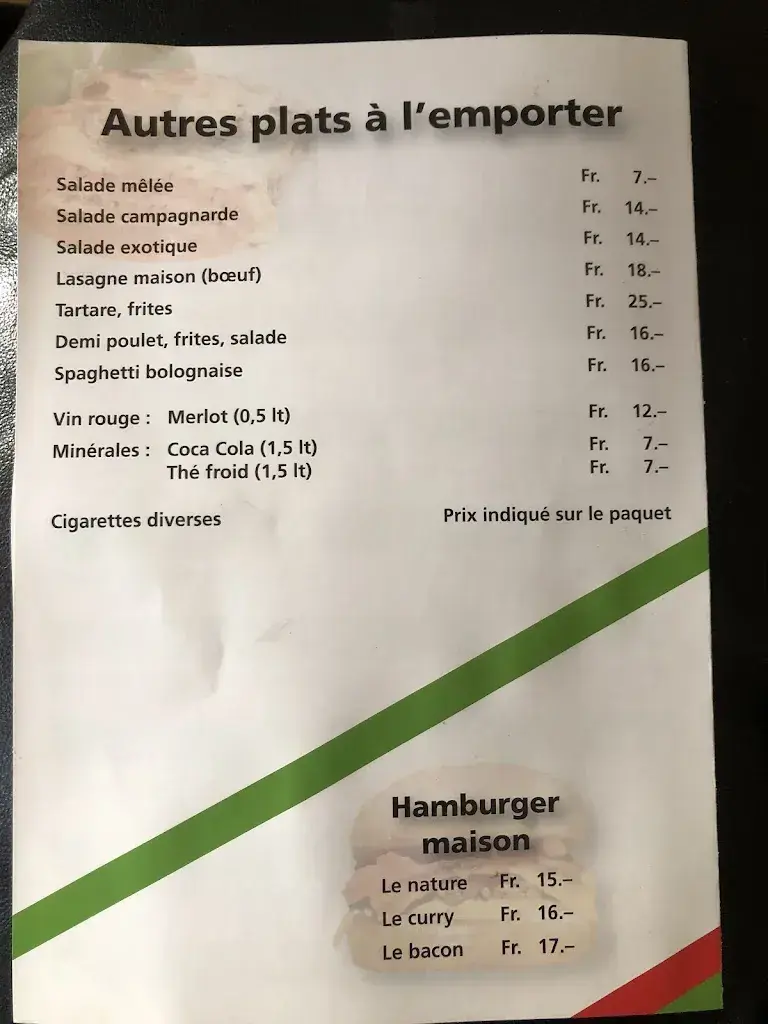 Autres plats à l'emporter
Salade mêlée Fr. 7.–
Salade campagnarde Fr. 14.–
Salade exotique Fr. 14.–
Lasagne maison (bœuf) Fr. 18.–
Tartare, frites Fr. 25.–
Demi poulet, frites, salade Fr. 16.–
Spaghetti bolognaise Fr. 16.–
Vin rouge : Merlot (0,5 lt) Fr. 12.–
Minérales : Coca Cola (1,5 lt) Fr. 7.–
Thé froid (1,5 lt) Fr. 7.–
Cigarettes diverses Prix indiqué sur le paquet
Hamburger
maison
Le nature Fr. 15.–
Le curry Fr. 16.–
Le bacon Fr. 17.–